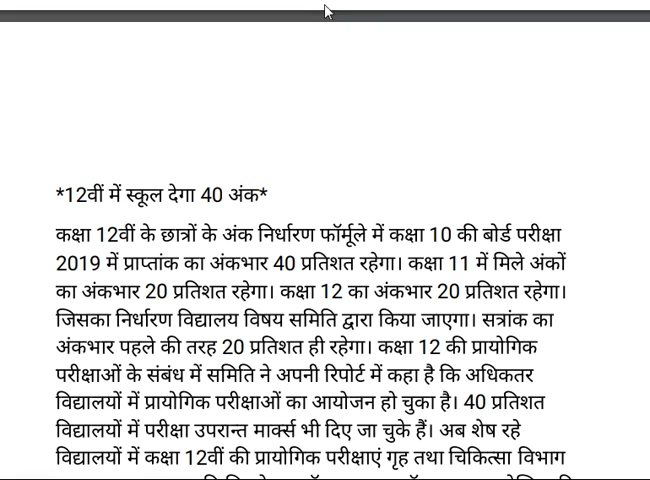 *12वीं में स्कूल देगा 40 अंक*
कक्षा 12वीं के छात्रों के अंक निर्धारण फॉर्मूले में कक्षा 10 की बोर्ड परीक्षा
2019 में प्राप्तांक का अंकभार 40 प्रतिशत रहेगा। कक्षा 11 में मिले अंकों
का अंकभार 20 प्रतिशत रहेगा। कक्षा 12 का अंकभार 20 प्रतिशत रहेगा।
जिसका निर्धारण विद्यालय विषय समिति द्वारा किया जाएगा। सत्रांक का
अंकभार पहले की तरह 20 प्रतिशत ही रहेगा। कक्षा 12 की प्रायोगिक
परीक्षाओं के संबंध में समिति ने अपनी रिपोर्ट में कहा है कि अधिकतर
विद्यालयों में प्रायोगिक परीक्षाओं का आयोजन हो चुका है। 40 प्रतिशत
विद्यालयों में परीक्षा उपरान्त मार्क्स भी दिए जा चुके हैं। अब शेष रहे
विद्यालयों में कक्षा 12वीं की प्रायोगिक परीक्षाएं गृह तथा चिकित्सा विभाग